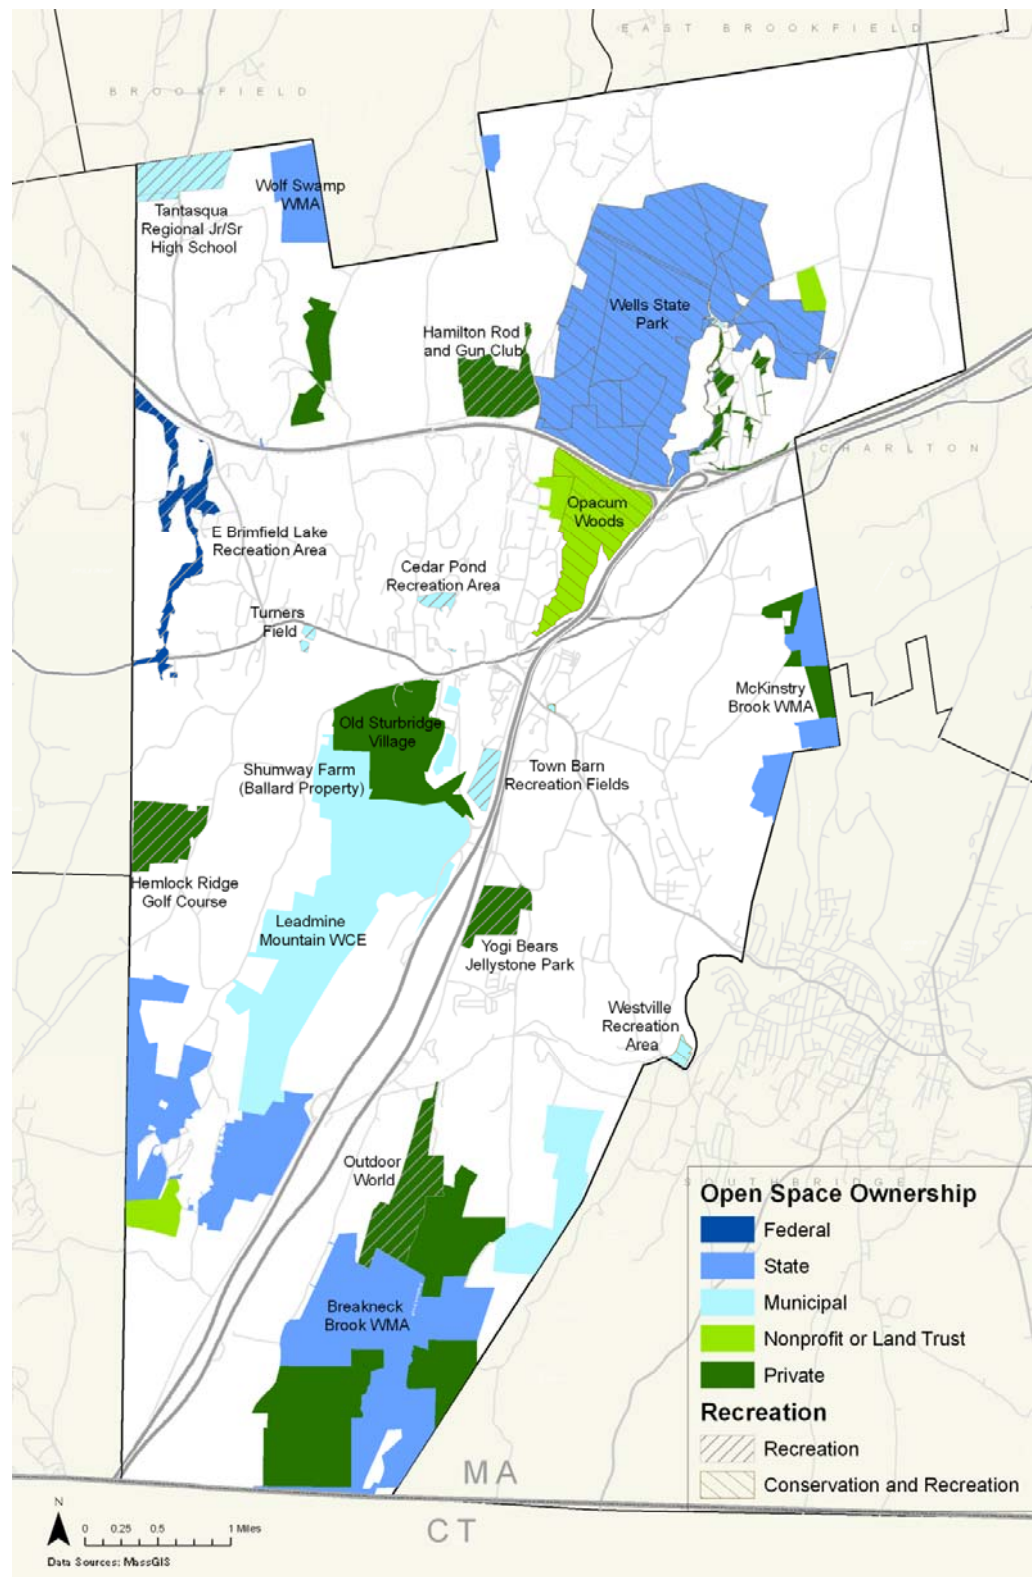 EAST BROOKFIELD
BROOKFIELD
Wolf Swamp
WMA
Tantasqua
Regional Jr/Sr
High School
Wells State
Park
Hamilton Rod
and Gun Club
CHARLTON
Opacum
Woods
E Brimfield Lake
Recreation Area
Cedar Pond
Recreation Area
Turners
Field
McKinstry
Brook WMA
Old Sturbridge
Village
Shumway Farm
(Ballard Property)
Town Barn
Recreation Fields
Hemlock Ridge
Golf Course
Leadmine
Mountain WCE
Yogi Bears
Jellystone Park
Westville
Recreation
Area
Outdoor
World
SOUTHBRIDGE
Breakneck
Brook WMA
Open Space Ownership
Federal
State
Municipal
Nonprofit or Land Trust
Private
Recreation
Recreation
Conservation and Recreation
MA
CT
N
0 0.25 0.5 1 Miles
Data Sources: MassGIS